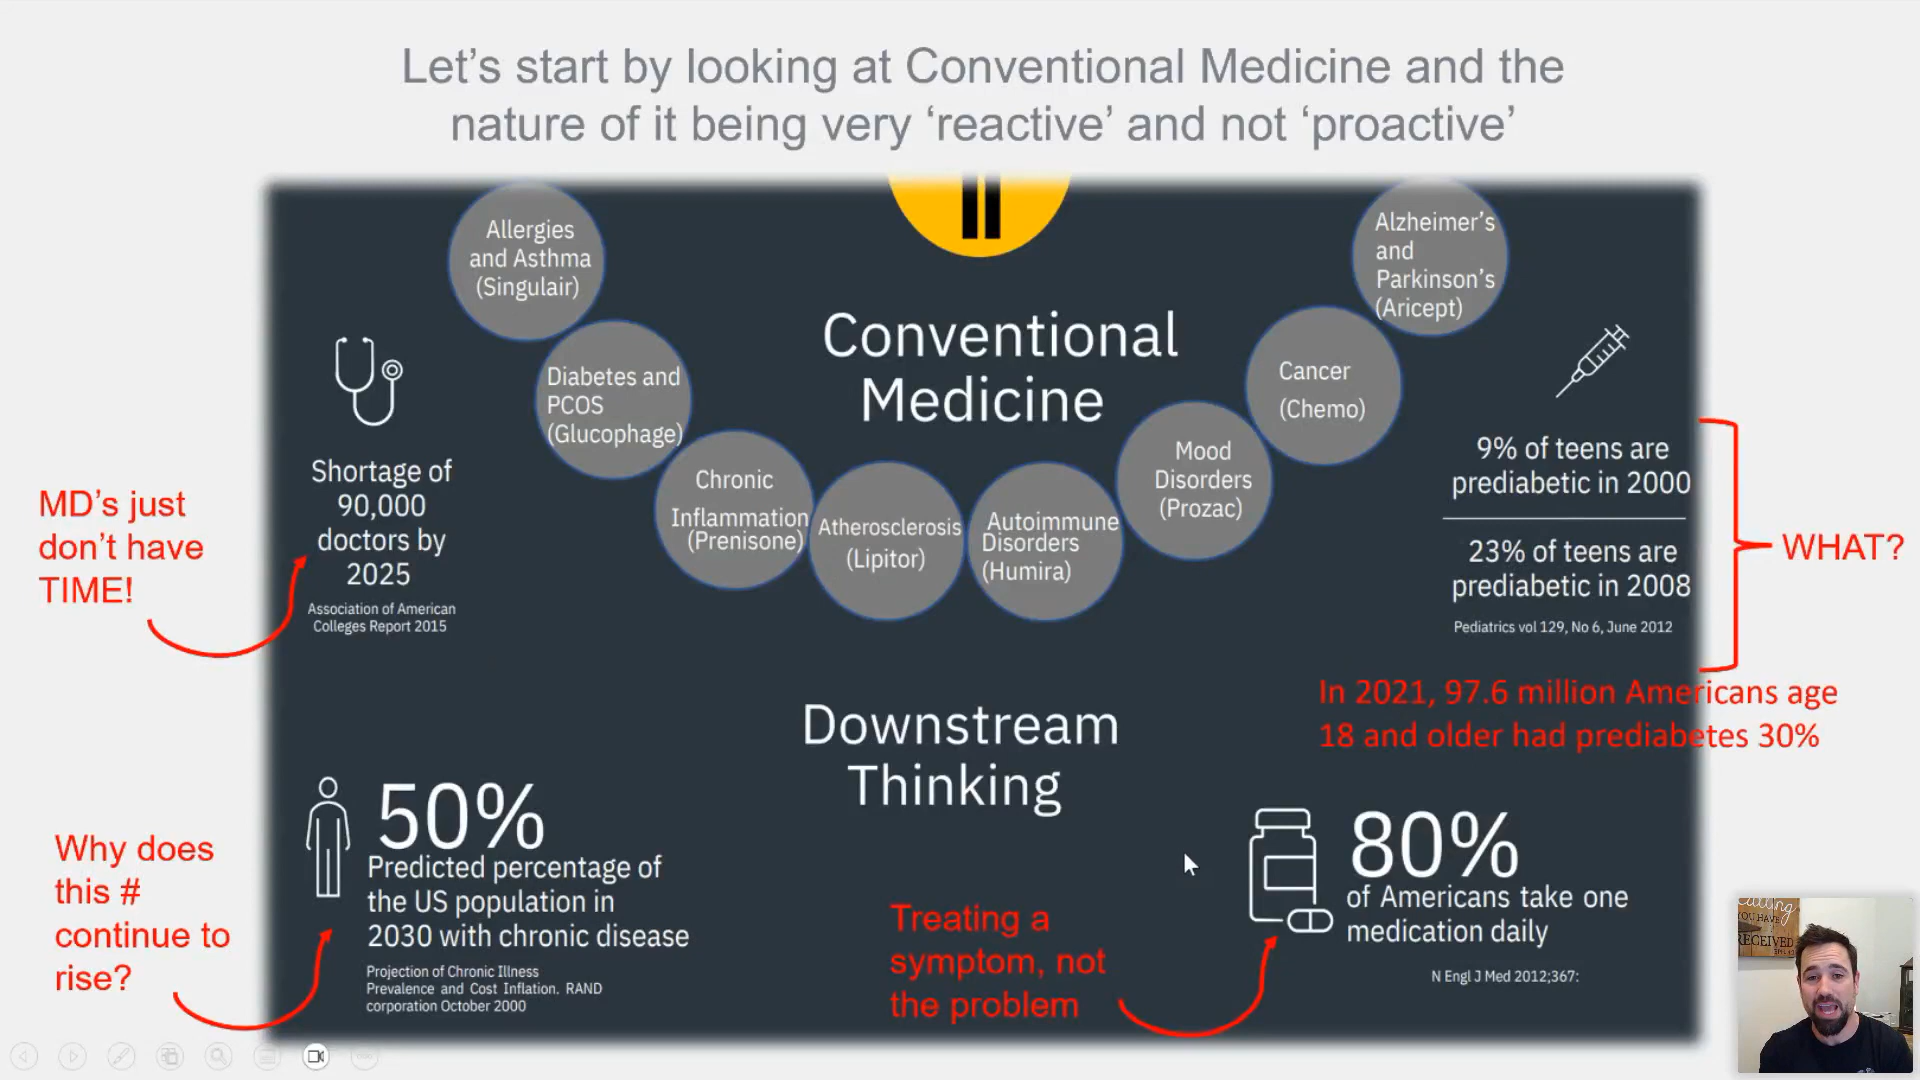 Let’s start by looking at Conventional Medicine and the
nature of it being very ‘reactive’ and not ‘proactive’
Allergies
and Asthma
(Singulair)
Diabetes and
PCOS
(Glucophage)
Chronic
Inflammation
(Prenisone)
Atherosclerosis
(Lipitor)
Autoimmune
Disorders
(Humira)
Mood
Disorders
(Prozac)
Cancer
(Chemo)
Alzheimer’s
and
Parkinson’s
(Aricept)
Conventional
Medicine
MD’s just
don’t have
TIME!
Shortage of
90,000
doctors by
2025
Association of American
Colleges Report 2015
9% of teens are
prediabetic in 2000
23% of teens are
prediabetic in 2008
Pediatrics vol 129, No 6, June 2012
WHAT?
In 2021, 97.6 million Americans age
18 and older had prediabetes 30%
Downstream
Thinking
Why does
this #
continue to
rise?
50%
Predicted percentage of
the US population in
2030 with chronic disease
Projection of Chronic Illness
Prevalence and Cost Inflation. RAND
corporation October 2000
Treating a
symptom, not
the problem
80%
of Americans take one
medication daily
N Engl J Med 2012;367:
calling
YOU HAVE
RECEIVED